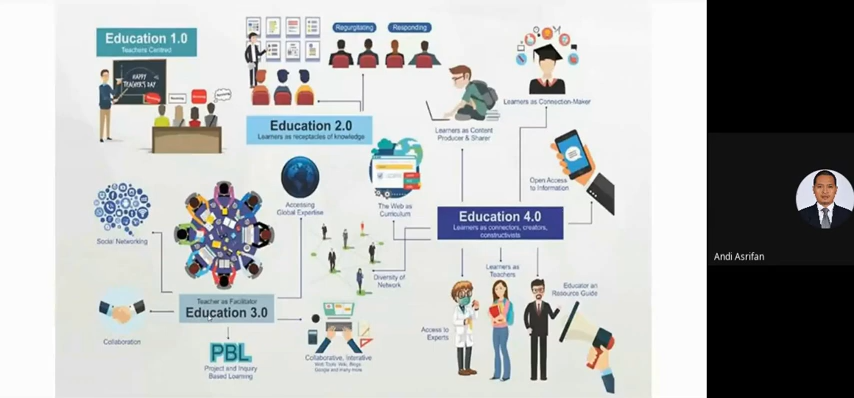 Education 1.0
Teachers Centred
HAPPY
TEACHER'S DAY
Regurgitating
Responding
Education 2.0
Learners as receptacles of knowledge
Learners as Content
Producer & Sharer
Learners as Connection-Maker
Open Access
to Information
Education 4.0
Learners as connectors, creators,
constructivists
Accessing
Global Expertise
The Web as
Curriculum
Social Networking
Diversity of
Network
Teacher as Facilitator
Education 3.0
Collaboration
PBL
Project and Inquiry
Based Learning
Collaborative, Interative
Learners as
Teachers
Access to
Experts
Educator an
Resource Guide
Andi Asrifan